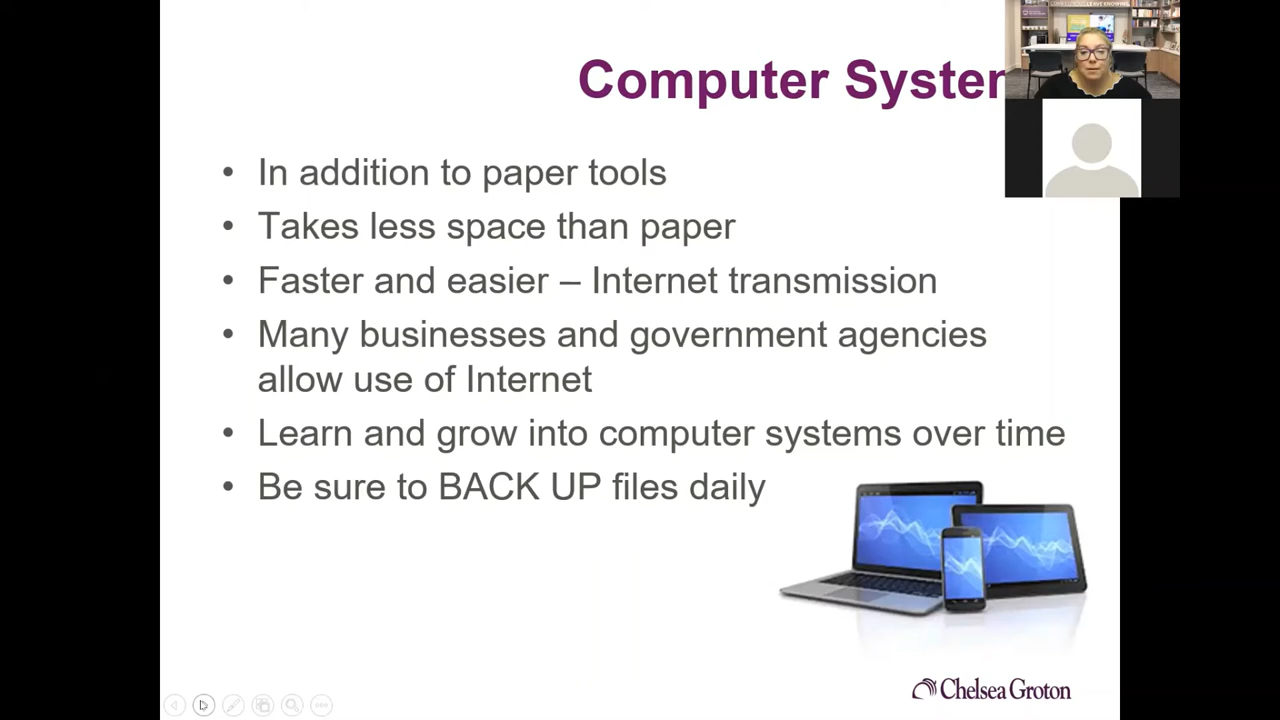 Computer System
• In addition to paper tools
• Takes less space than paper
• Faster and easier – Internet transmission
• Many businesses and government agencies
allow use of Internet
• Learn and grow into computer systems over time
• Be sure to BACK UP files daily
Chelsea Groton